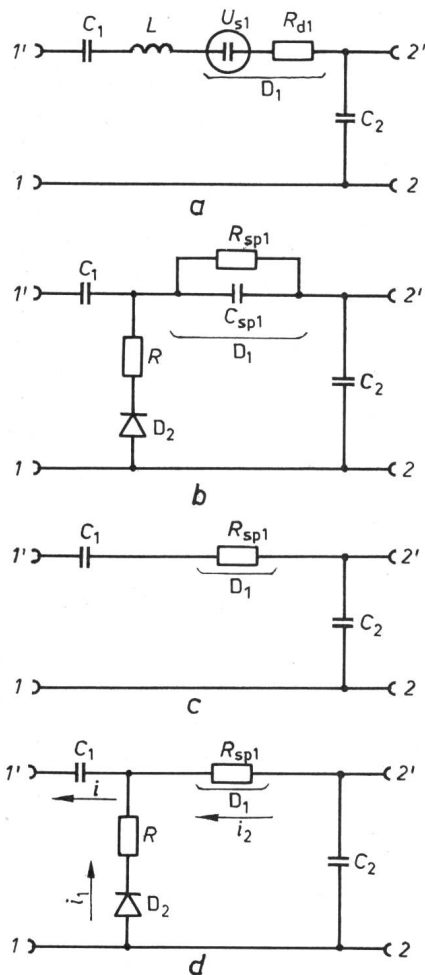 1' C1 L Us1 Rd1 2'
D1
C2
1 2
a
Rsp1
1' C1 2'
Csp1
D1
R C2
D2
1 2
b
1' C1 Rsp1 2'
D1
C2
1 2
c
1' C1 Rsp1 2'
i D1
i2
R C2
i1 D2
1 2
d